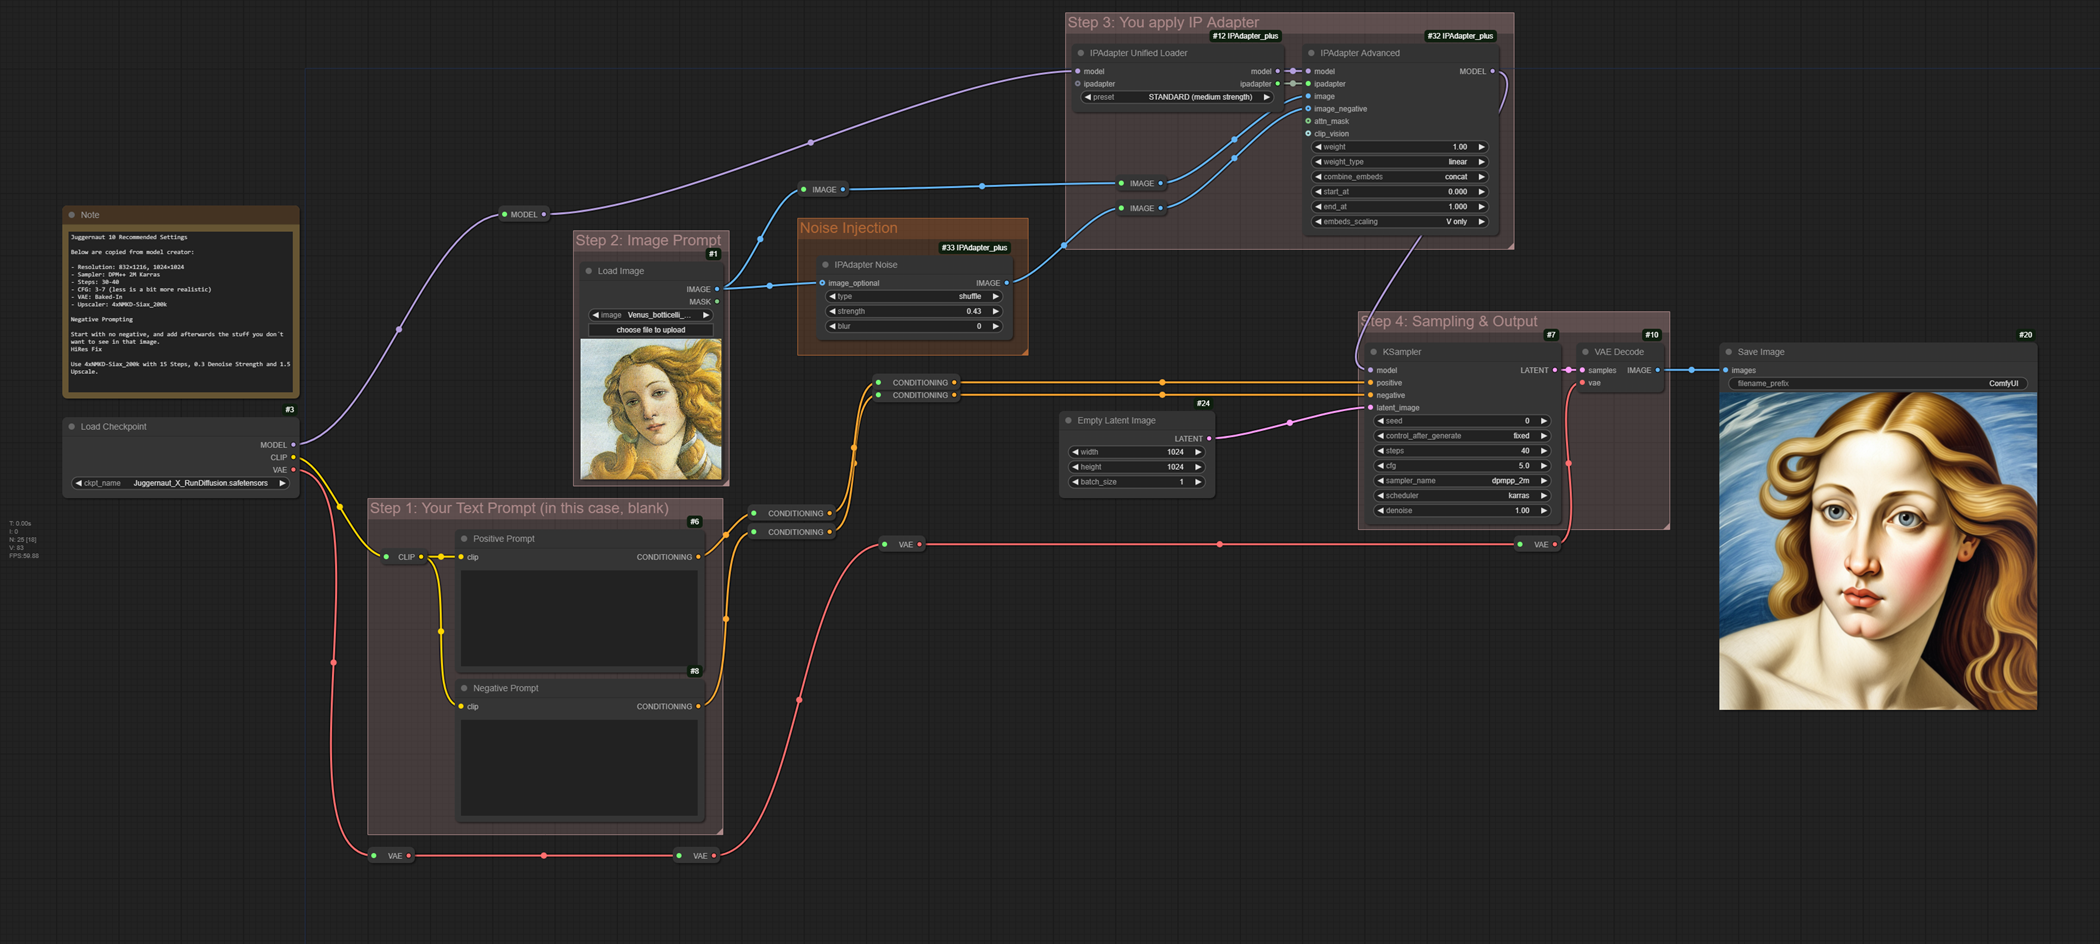 Step 3: You apply IP Adapter
#12 IPAdapter_plus
IPAdapter Unified Loader
model
model
ipadapter
ipadapter
preset
STANDARD (medium strength)
#32 IPAdapter_plus
IPAdapter Advanced
model
MODEL
ipadapter
image
image_negative
attn_mask
clip_vision
weight
1.00
weight_type
linear
combine_embeds
concat
start_at
0.000
end_at
1.000
embeds_scaling
V only
IMAGE
IMAGE
IMAGE
MODEL
Note
Juggernaut 10 Recommended Settings
Below are copied from model creator:
- Resolution: 832*1216, 1024*1024
- Sampler: DPM++ 2M Karras
- Steps: 30-40
- CFG: 3-7 (less is a bit more realistic)
- VAE: Baked-In
- Upscaler: 4xNMKD-Siax_200k
Negative Prompting
Start with no negative, and add afterwards the stuff you don´t
want to see in that image.
HiRes Fix
Use 4xNMKD-Siax_200k with 15 Steps, 0.3 Denoise Strength and 1.5
Upscale.
#3
Load Checkpoint
MODEL
CLIP
VAE
ckpt_name
Juggernaut_X_RunDiffusion.safetensors
T: 0.00s
I: 0
N: 25 [18]
V: 83
FPS:59.88
Step 2: Image Prompt
#1
Load Image
IMAGE
MASK
image
Venus_botticelli_...
choose file to upload
Noise Injection
#33 IPAdapter_plus
IPAdapter Noise
image_optional
IMAGE
type
shuffle
strength
0.43
blur
0
CONDITIONING
CONDITIONING
Step 1: Your Text Prompt (in this case, blank)
#6
Positive Prompt
CLIP
clip
CONDITIONING
#8
Negative Prompt
clip
CONDITIONING
CONDITIONING
CONDITIONING
VAE
VAE
VAE
VAE
#24
Empty Latent Image
LATENT
width
1024
height
1024
batch_size
1
Step 4: Sampling & Output
#7
KSampler
model
LATENT
positive
negative
latent_image
seed
0
control_after_generate
fixed
steps
40
cfg
5.0
sampler_name
dpmpp_2m
scheduler
karras
denoise
1.00
#10
VAE Decode
samples
IMAGE
vae
#20
Save Image
images
filename_prefix
ComfyUI